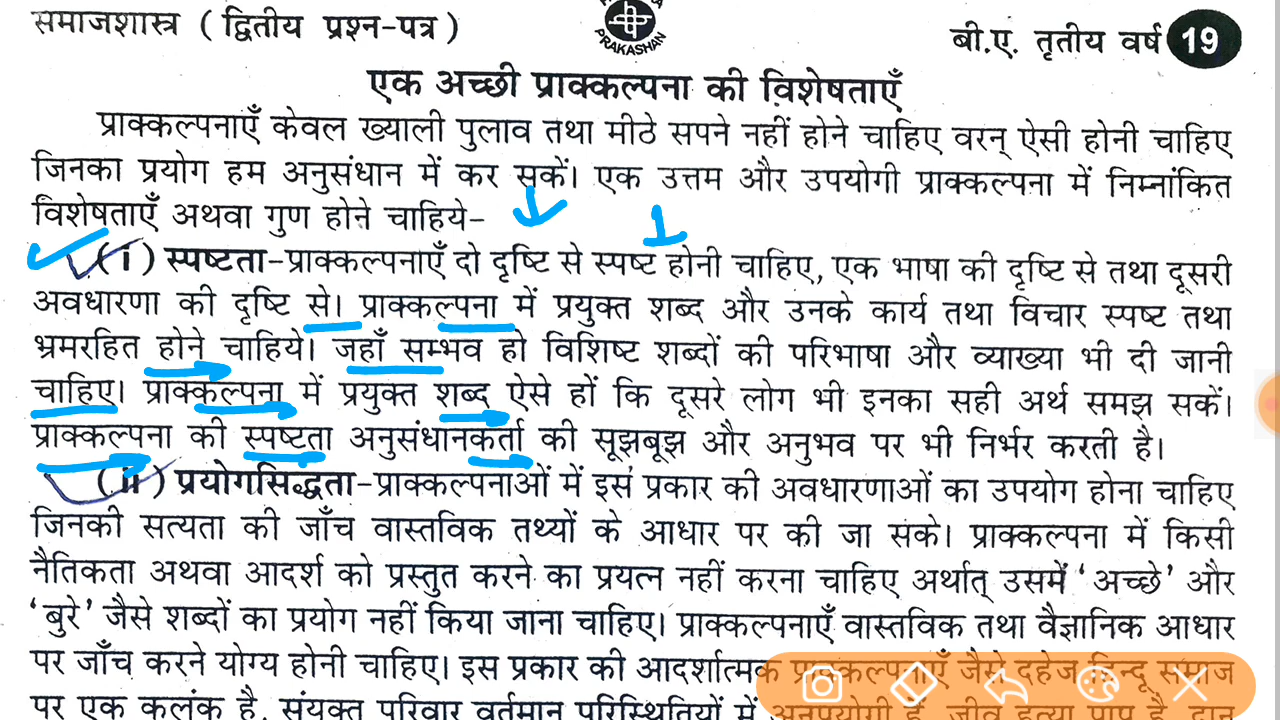 समाजशास्त्र ( द्वितीय प्रश्न-पत्र )
PRAKASHAN
बी.ए. तृतीय वर्ष 19
एक अच्छी प्राक्कल्पना की विशेषताएँ
प्राक्कल्पनाएँ केवल ख्याली पुलाव तथा मीठे सपने नहीं होने चाहिए वरन् ऐसी होनी चाहिए
जिनका प्रयोग हम अनुसंधान में कर सकें। एक उत्तम और उपयोगी प्राक्कल्पना में निम्नांकित
विशेषताएँ अथवा गुण होने चाहिये-
1
(i) स्पष्टता-प्राक्कल्पनाएँ दो दृष्टि से स्पष्ट होनी चाहिए, एक भाषा की दृष्टि से तथा दूसरी
अवधारणा की दृष्टि से। प्राक्कल्पना में प्रयुक्त शब्द और उनके कार्य तथा विचार स्पष्ट तथा
भ्रमरहित होने चाहिये। जहाँ सम्भव हो विशिष्ट शब्दों की परिभाषा और व्याख्या भी दी जानी
चाहिए। प्राक्कल्पना में प्रयुक्त शब्द ऐसे हों कि दूसरे लोग भी इनका सही अर्थ समझ सकें।
प्राक्कल्पना की स्पष्टता अनुसंधानकर्ता की सूझबूझ और अनुभव पर भी निर्भर करती है।
(ii) प्रयोगसिद्धता-प्राक्कल्पनाओं में इस प्रकार की अवधारणाओं का उपयोग होना चाहिए
जिनकी सत्यता की जाँच वास्तविक तथ्यों के आधार पर की जा सके। प्राक्कल्पना में किसी
नैतिकता अथवा आदर्श को प्रस्तुत करने का प्रयत्न नहीं करना चाहिए अर्थात् उसमें 'अच्छे' और
'बुरे' जैसे शब्दों का प्रयोग नहीं किया जाना चाहिए। प्राक्कल्पनाएँ वास्तविक तथा वैज्ञानिक आधार
पर जाँच करने योग्य होनी चाहिए। इस प्रकार की आदर्शात्मक प्राक्कल्पनाएँ जैसे दहेज हिन्दू समाज
पर एक कलंक है, संयुक्त परिवार वर्तमान परिस्थितियों में अनुपयोगी हैं, जीव हत्या पाप है, दान